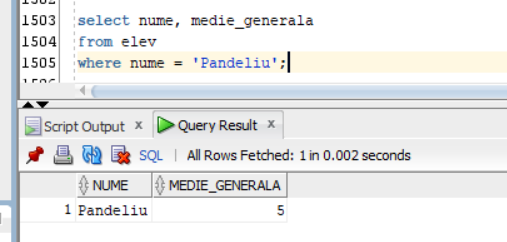 1503 select nume, medie_generala
1504 from elev
1505 where nume = 'Pandeliu';
Script Output x Query Result x
SQL | All Rows Fetched: 1 in 0.002 seconds
NUME MEDIE_GENERALA
1 Pandeliu 5